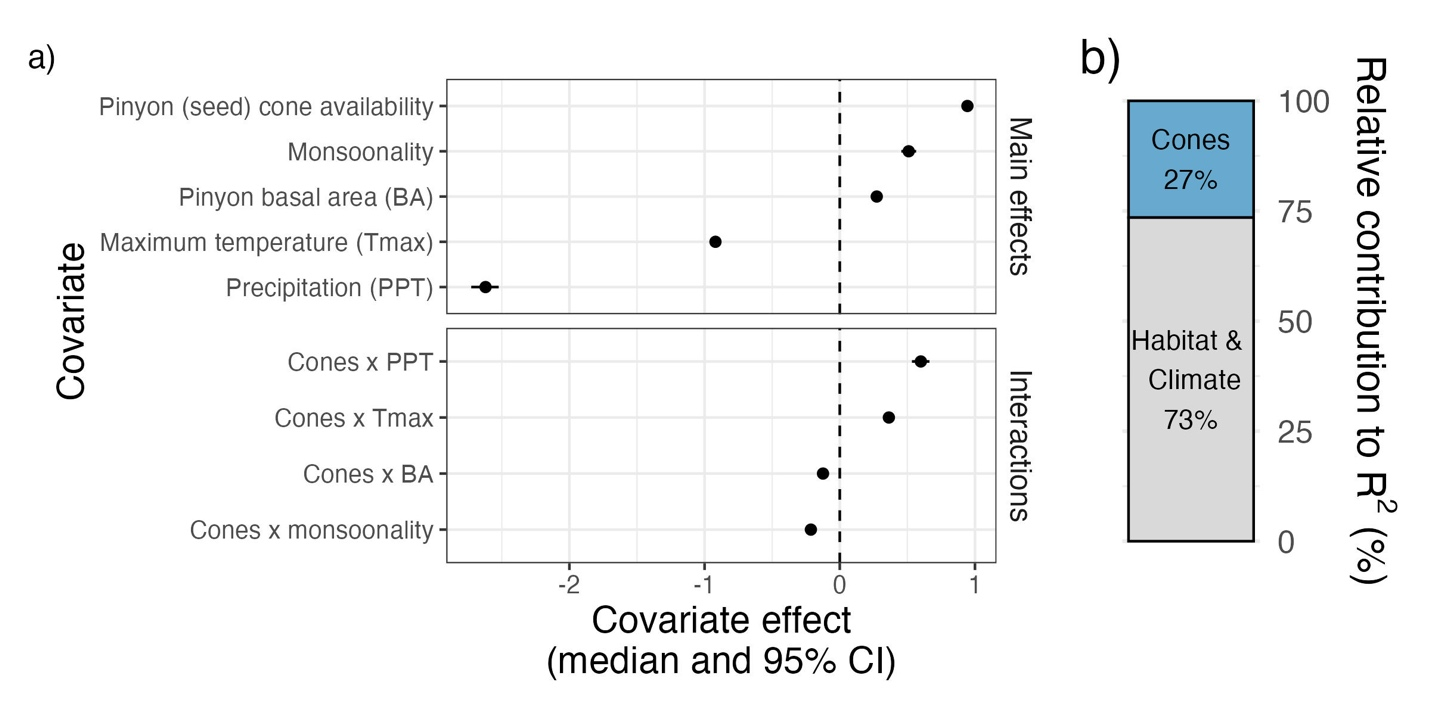 a)
Covariate
Pinyon (seed) cone availability
Monsoonality
Pinyon basal area (BA)
Maximum temperature (Tmax)
Precipitation (PPT)
Main effects
Cones x PPT
Cones x Tmax
Cones x BA
Cones x monsoonality
Interactions
-2
-1
0
1
Covariate effect
(median and 95% CI)
b)
Cones
27%
Habitat &
Climate
73%
100
75
50
25
0
Relative contribution to R² (%)